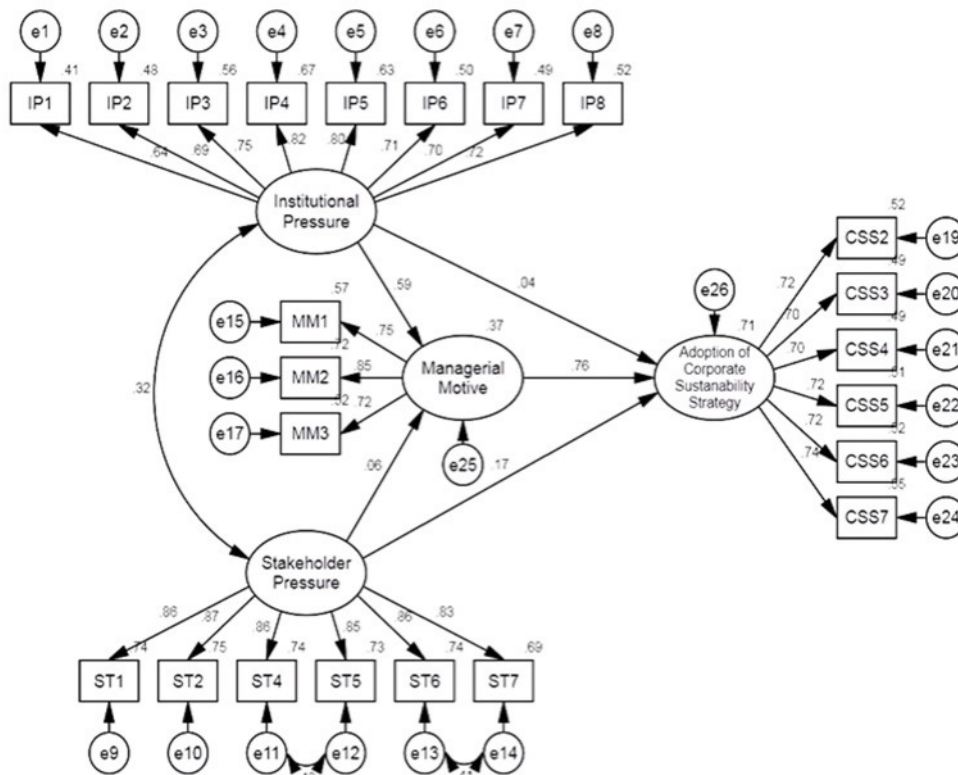 e1 e2 e3 e4 e5 e6 e7 e8
.41 .48 .56 .67 .63 .50 .49 .52
IP1 IP2 IP3 IP4 IP5 IP6 IP7 IP8
.64 .69 .75 .82 .80 .71 .70 .72
Institutional
Pressure
.59
.04
.32
e15 MM1 .57 .75
e16 MM2 .72 .85
e17 MM3 .72
Managerial
Motive
.37
e25
.76
.06
.17
e26
.71
Adoption of
Corporate
Sustanability
Strategy
.72 CSS2 .52 e19
.70 CSS3 .49 e20
.70 CSS4 .49 e21
.72 CSS5 e22
.72 CSS6 e23
.74 CSS7 e24
Stakeholder
Pressure
.86 .87 .86 .85 .86 .83
.74 .75 .74 .73 .74 .69
ST1 ST2 ST4 ST5 ST6 ST7
e9 e10 e11 e12 e13 e14